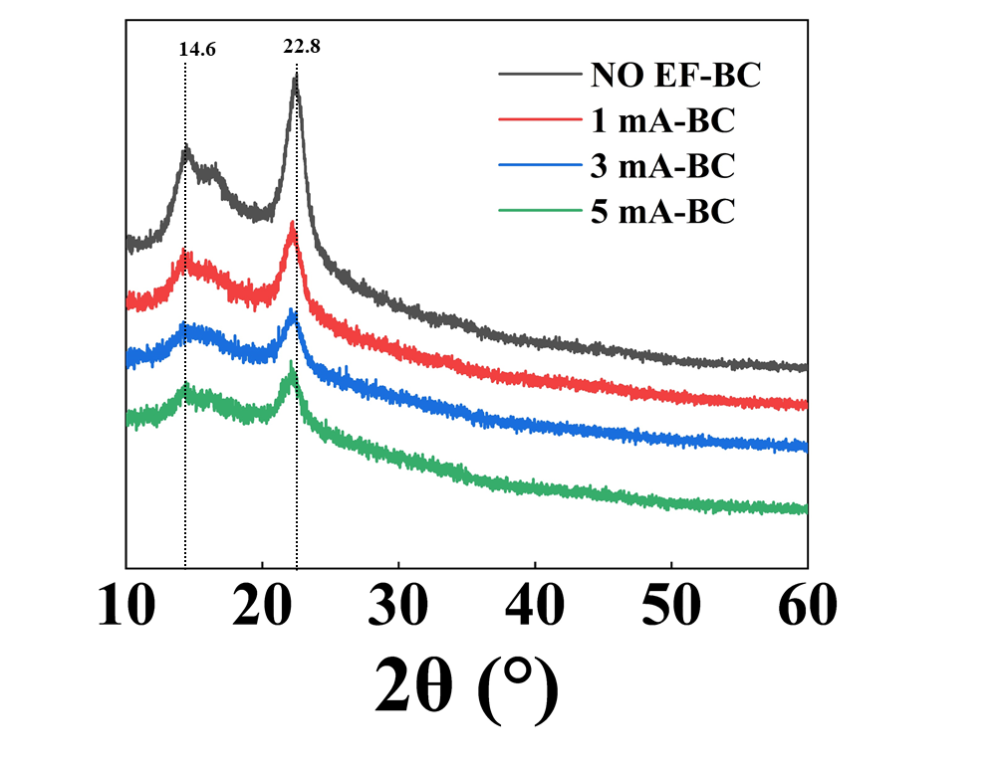 14.6
22.8
NO EF-BC
1 mA-BC
3 mA-BC
5 mA-BC
10 20 30 40 50 60
2θ (°)